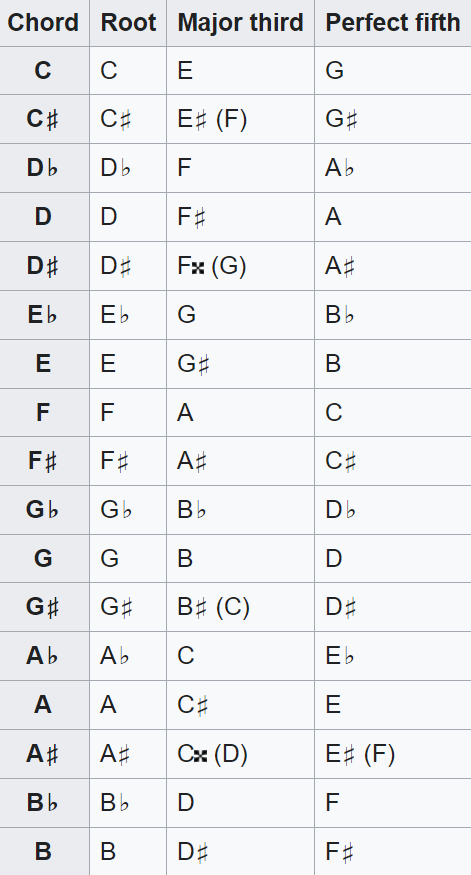 Chord Root Major third Perfect fifth
C C E G
C♯ C♯ E♯ (F) G♯
D♭ D♭ F A♭
D D F♯ A
D♯ D♯ F𝄪 (G) A♯
E♭ E♭ G B♭
E E G♯ B
F F A C
F♯ F♯ A♯ C♯
G♭ G♭ B♭ D♭
G G B D
G♯ G♯ B♯ (C) D♯
A♭ A♭ C E♭
A A C♯ E
A♯ A♯ C𝄪 (D) E♯ (F)
B♭ B♭ D F
B B D♯ F♯